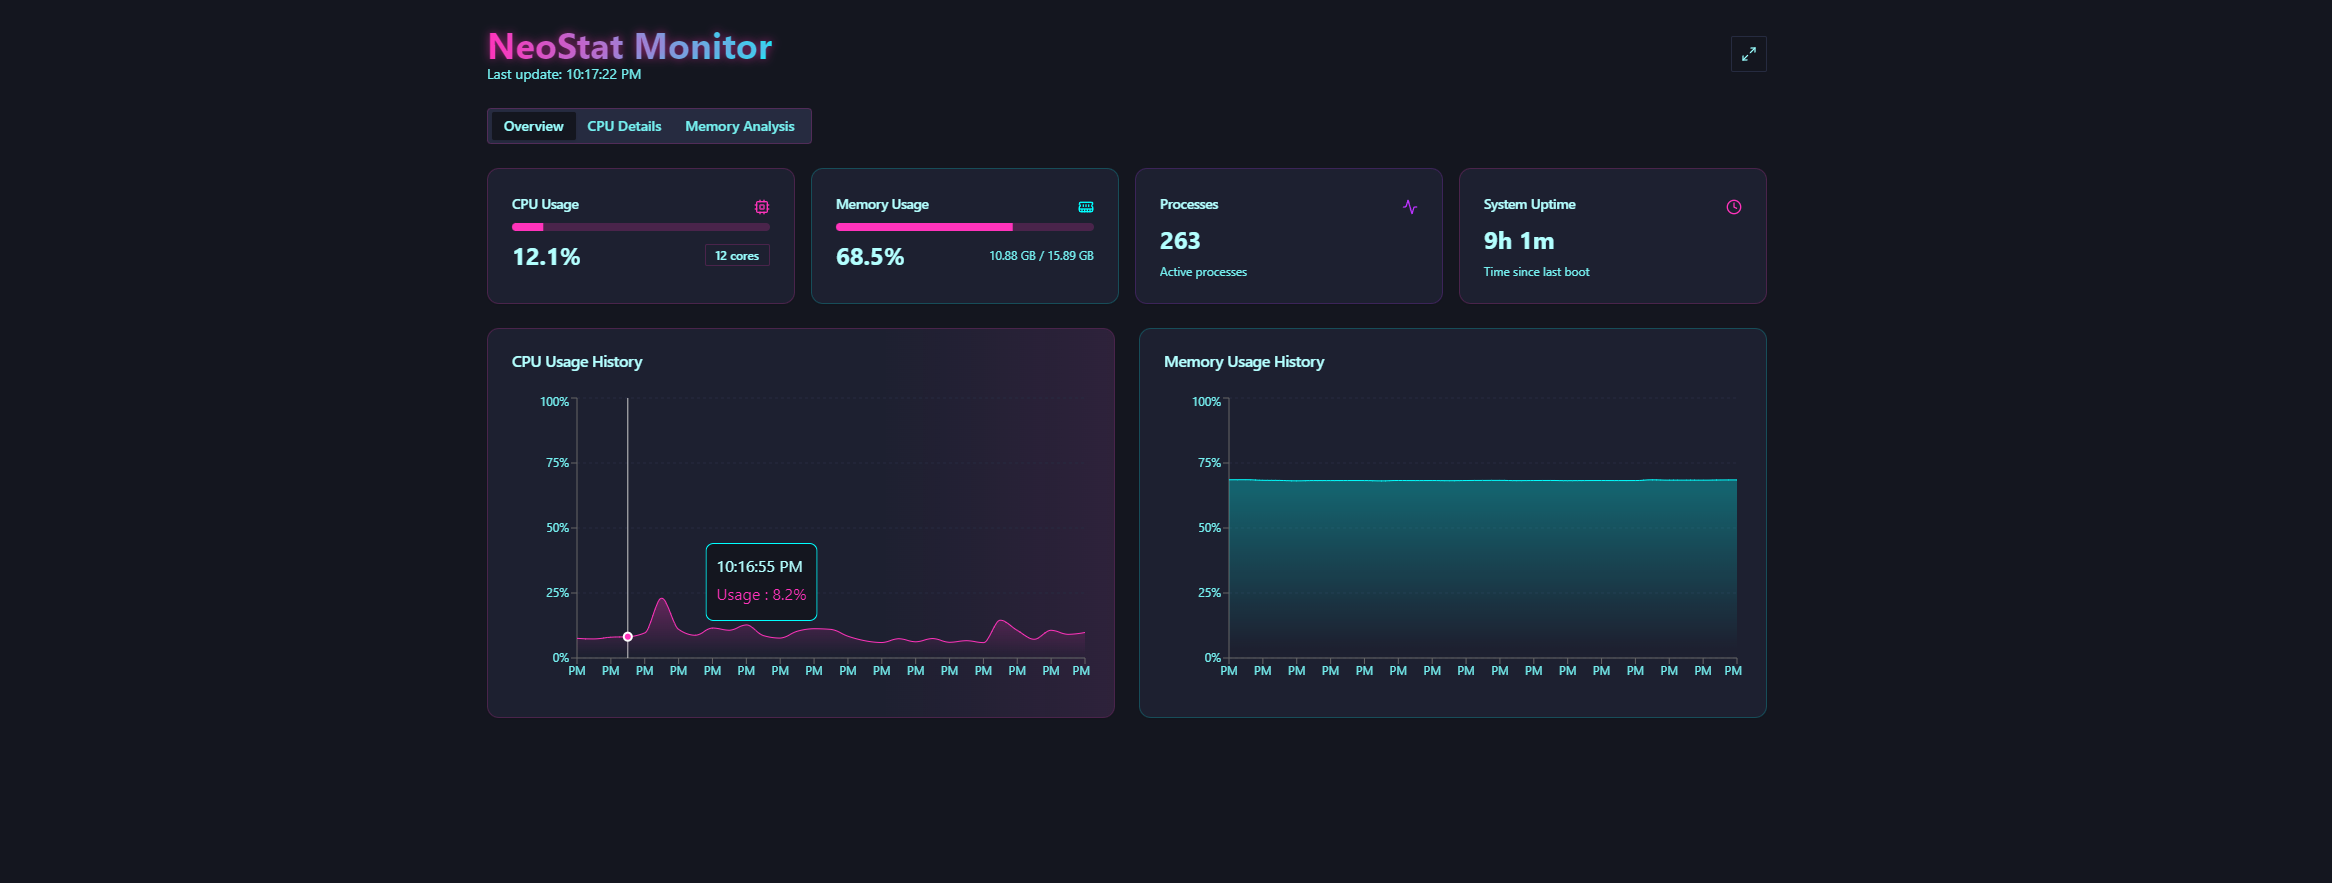 NeoStat Monitor
Last update: 10:17:22 PM
Overview
CPU Details
Memory Analysis
CPU Usage
12.1%
12 cores
Memory Usage
68.5%
10.88 GB / 15.89 GB
Processes
263
Active processes
System Uptime
9h 1m
Time since last boot
CPU Usage History
100%
75%
50%
25%
0%
10:16:55 PM
Usage : 8.2%
PM PM PM PM PM PM PM PM PM PM PM PM PM PM PM PM
Memory Usage History
100%
75%
50%
25%
0%
PM PM PM PM PM PM PM PM PM PM PM PM PM PM PM PM